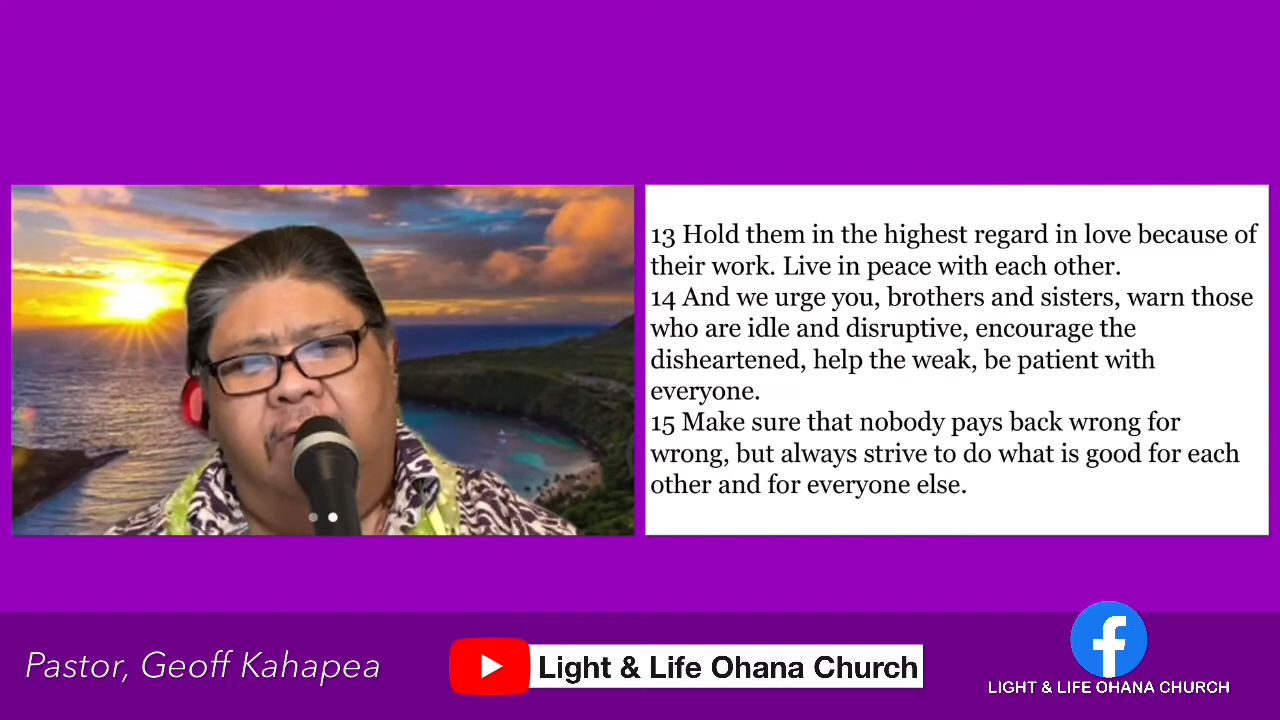 13 Hold them in the highest regard in love because of
their work. Live in peace with each other.
14 And we urge you, brothers and sisters, warn those
who are idle and disruptive, encourage the
disheartened, help the weak, be patient with
everyone.
15 Make sure that nobody pays back wrong for
wrong, but always strive to do what is good for each
other and for everyone else.
Pastor, Geoff Kahapea
Light & Life Ohana Church
LIGHT & LIFE OHANA CHURCH